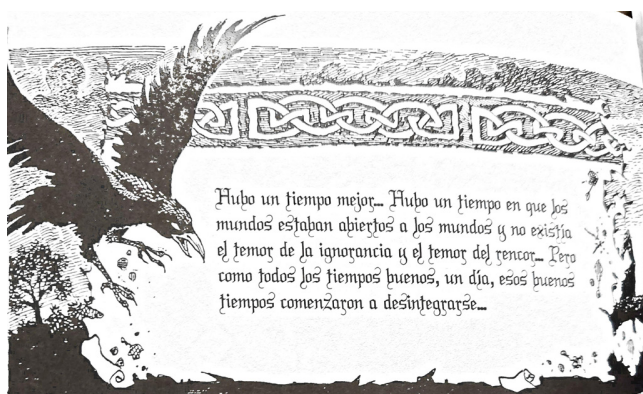 Hubo un tiempo mejor... Hubo un tiempo en que los
mundos estaban abiertos a los mundos y no existía
el temor de la ignorancia y el temor del rencor... Pero
como todos los tiempos buenos, un día, esos buenos
tiempos comenzaron a desintegrarse...